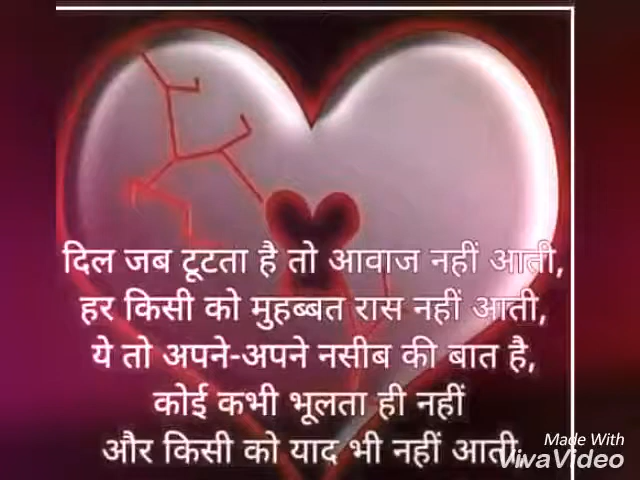 दिल जब टूटता है तो आवाज नहीं आती,
हर किसी को मुहब्बत रास नहीं आती,
ये तो अपने-अपने नसीब की बात है,
कोई कभी भूलता ही नहीं
और किसी को याद भी नहीं आती,
Made With
VivaVideo